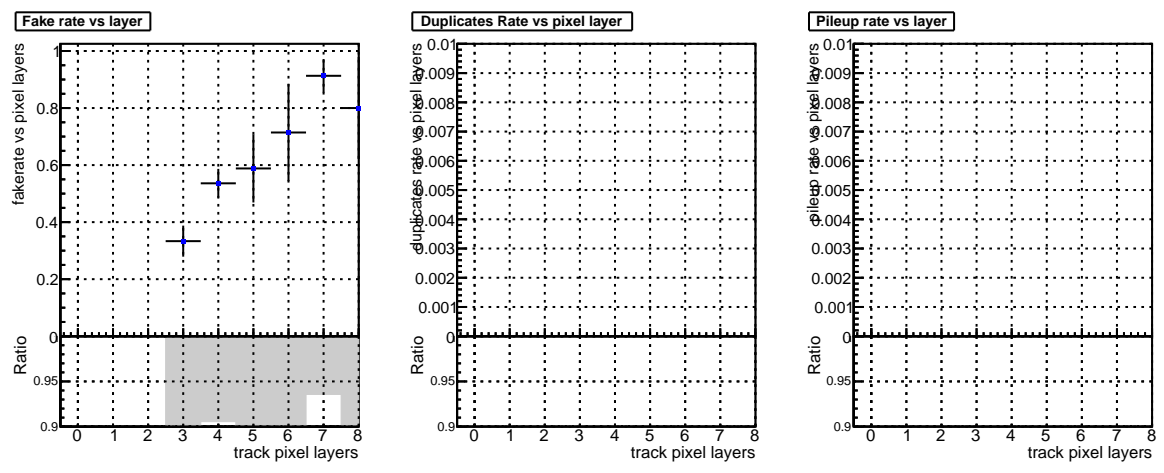 Fake rate vs layer
fakerate vs pixel layers
1
0.8
0.6
0.4
0.2
0
Ratio
0.95
0.9
0 1 2 3 4 5 6 7 8
track pixel layers
Duplicates Rate vs pixel layer
duplicates rate vs pixel layers
0.01
0.009
0.008
0.007
0.006
0.005
0.004
0.003
0.002
0.001
0
Ratio
0.95
0.9
0 1 2 3 4 5 6 7 8
track pixel layers
Pileup rate vs layer
pileup rate vs pixel layers
0.01
0.009
0.008
0.007
0.006
0.005
0.004
0.003
0.002
0.001
0
Ratio
0.95
0.9
0 1 2 3 4 5 6 7 8
track pixel layers